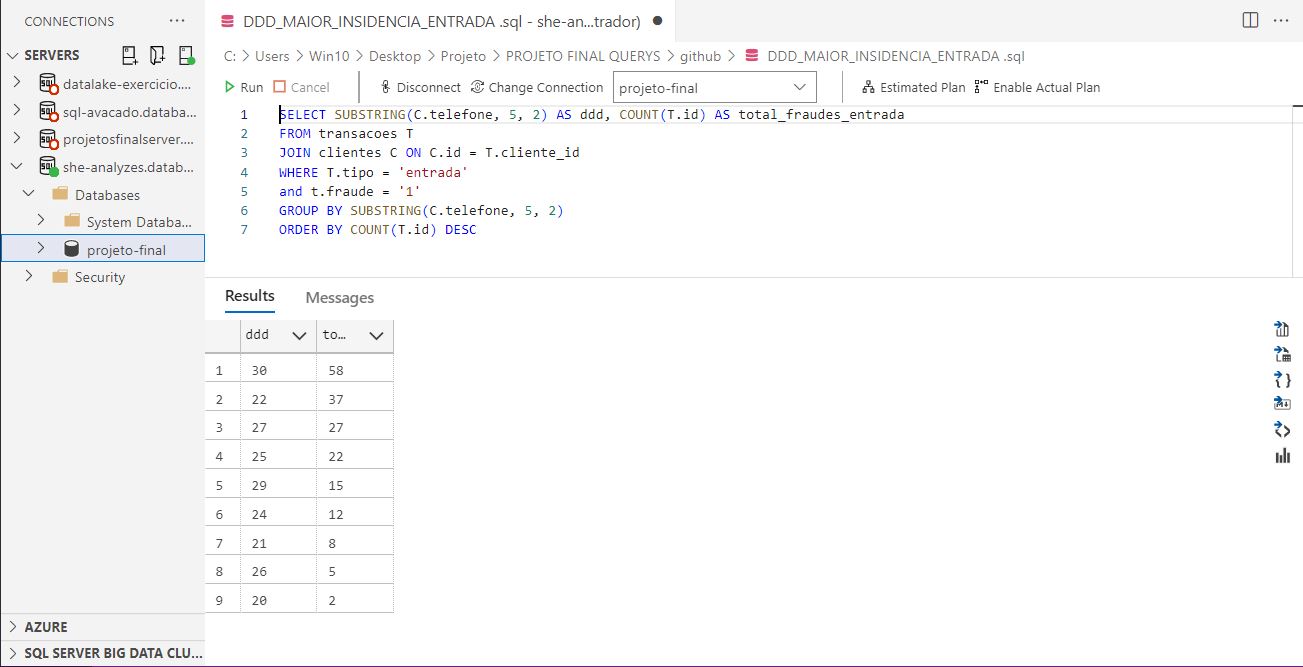 CONNECTIONS ···
DDD_MAIOR_INSIDENCIA_ENTRADA .sql - she-an...trador) ●
SERVERS
C: > Users > Win10 > Desktop > Projeto > PROJETO FINAL QUERYS > github > DDD_MAIOR_INSIDENCIA_ENTRADA .sql
datalake-exercicio....
sql-avacado.databa...
projetosfinalserver....
she-analyzes.datab...
Databases
System Databa...
projeto-final
Security
AZURE
SQL SERVER BIG DATA CLU...
Run Cancel Disconnect Change Connection projeto-final Estimated Plan Enable Actual Plan
1 SELECT SUBSTRING(C.telefone, 5, 2) AS ddd, COUNT(T.id) AS total_fraudes_entrada
2 FROM transacoes T
3 JOIN clientes C ON C.id = T.cliente_id
4 WHERE T.tipo = 'entrada'
5 and t.fraude = '1'
6 GROUP BY SUBSTRING(C.telefone, 5, 2)
7 ORDER BY COUNT(T.id) DESC
Results Messages
ddd to...
1 30 58
2 22 37
3 27 27
4 25 22
5 29 15
6 24 12
7 21 8
8 26 5
9 20 2